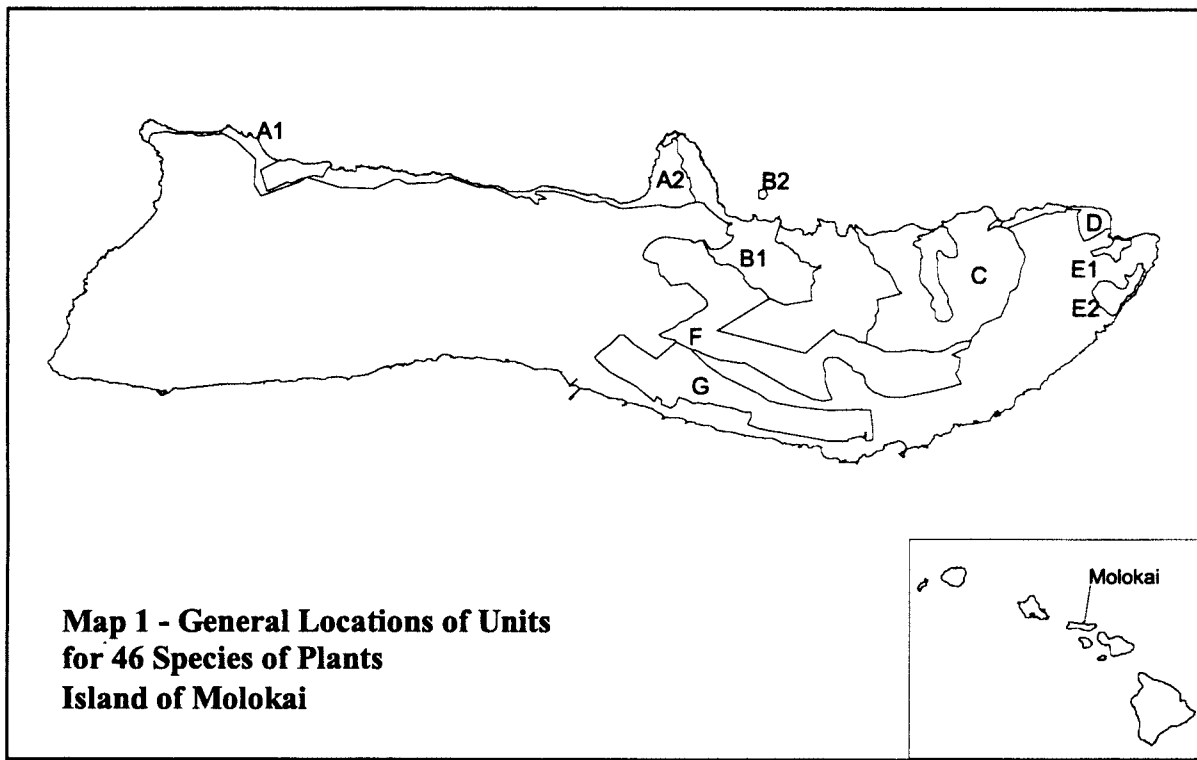 A1
A2
B2
B1
C
D
E1
E2
F
G
Molokai
Map 1 - General Locations of Units
for 46 Species of Plants
Island of Molokai